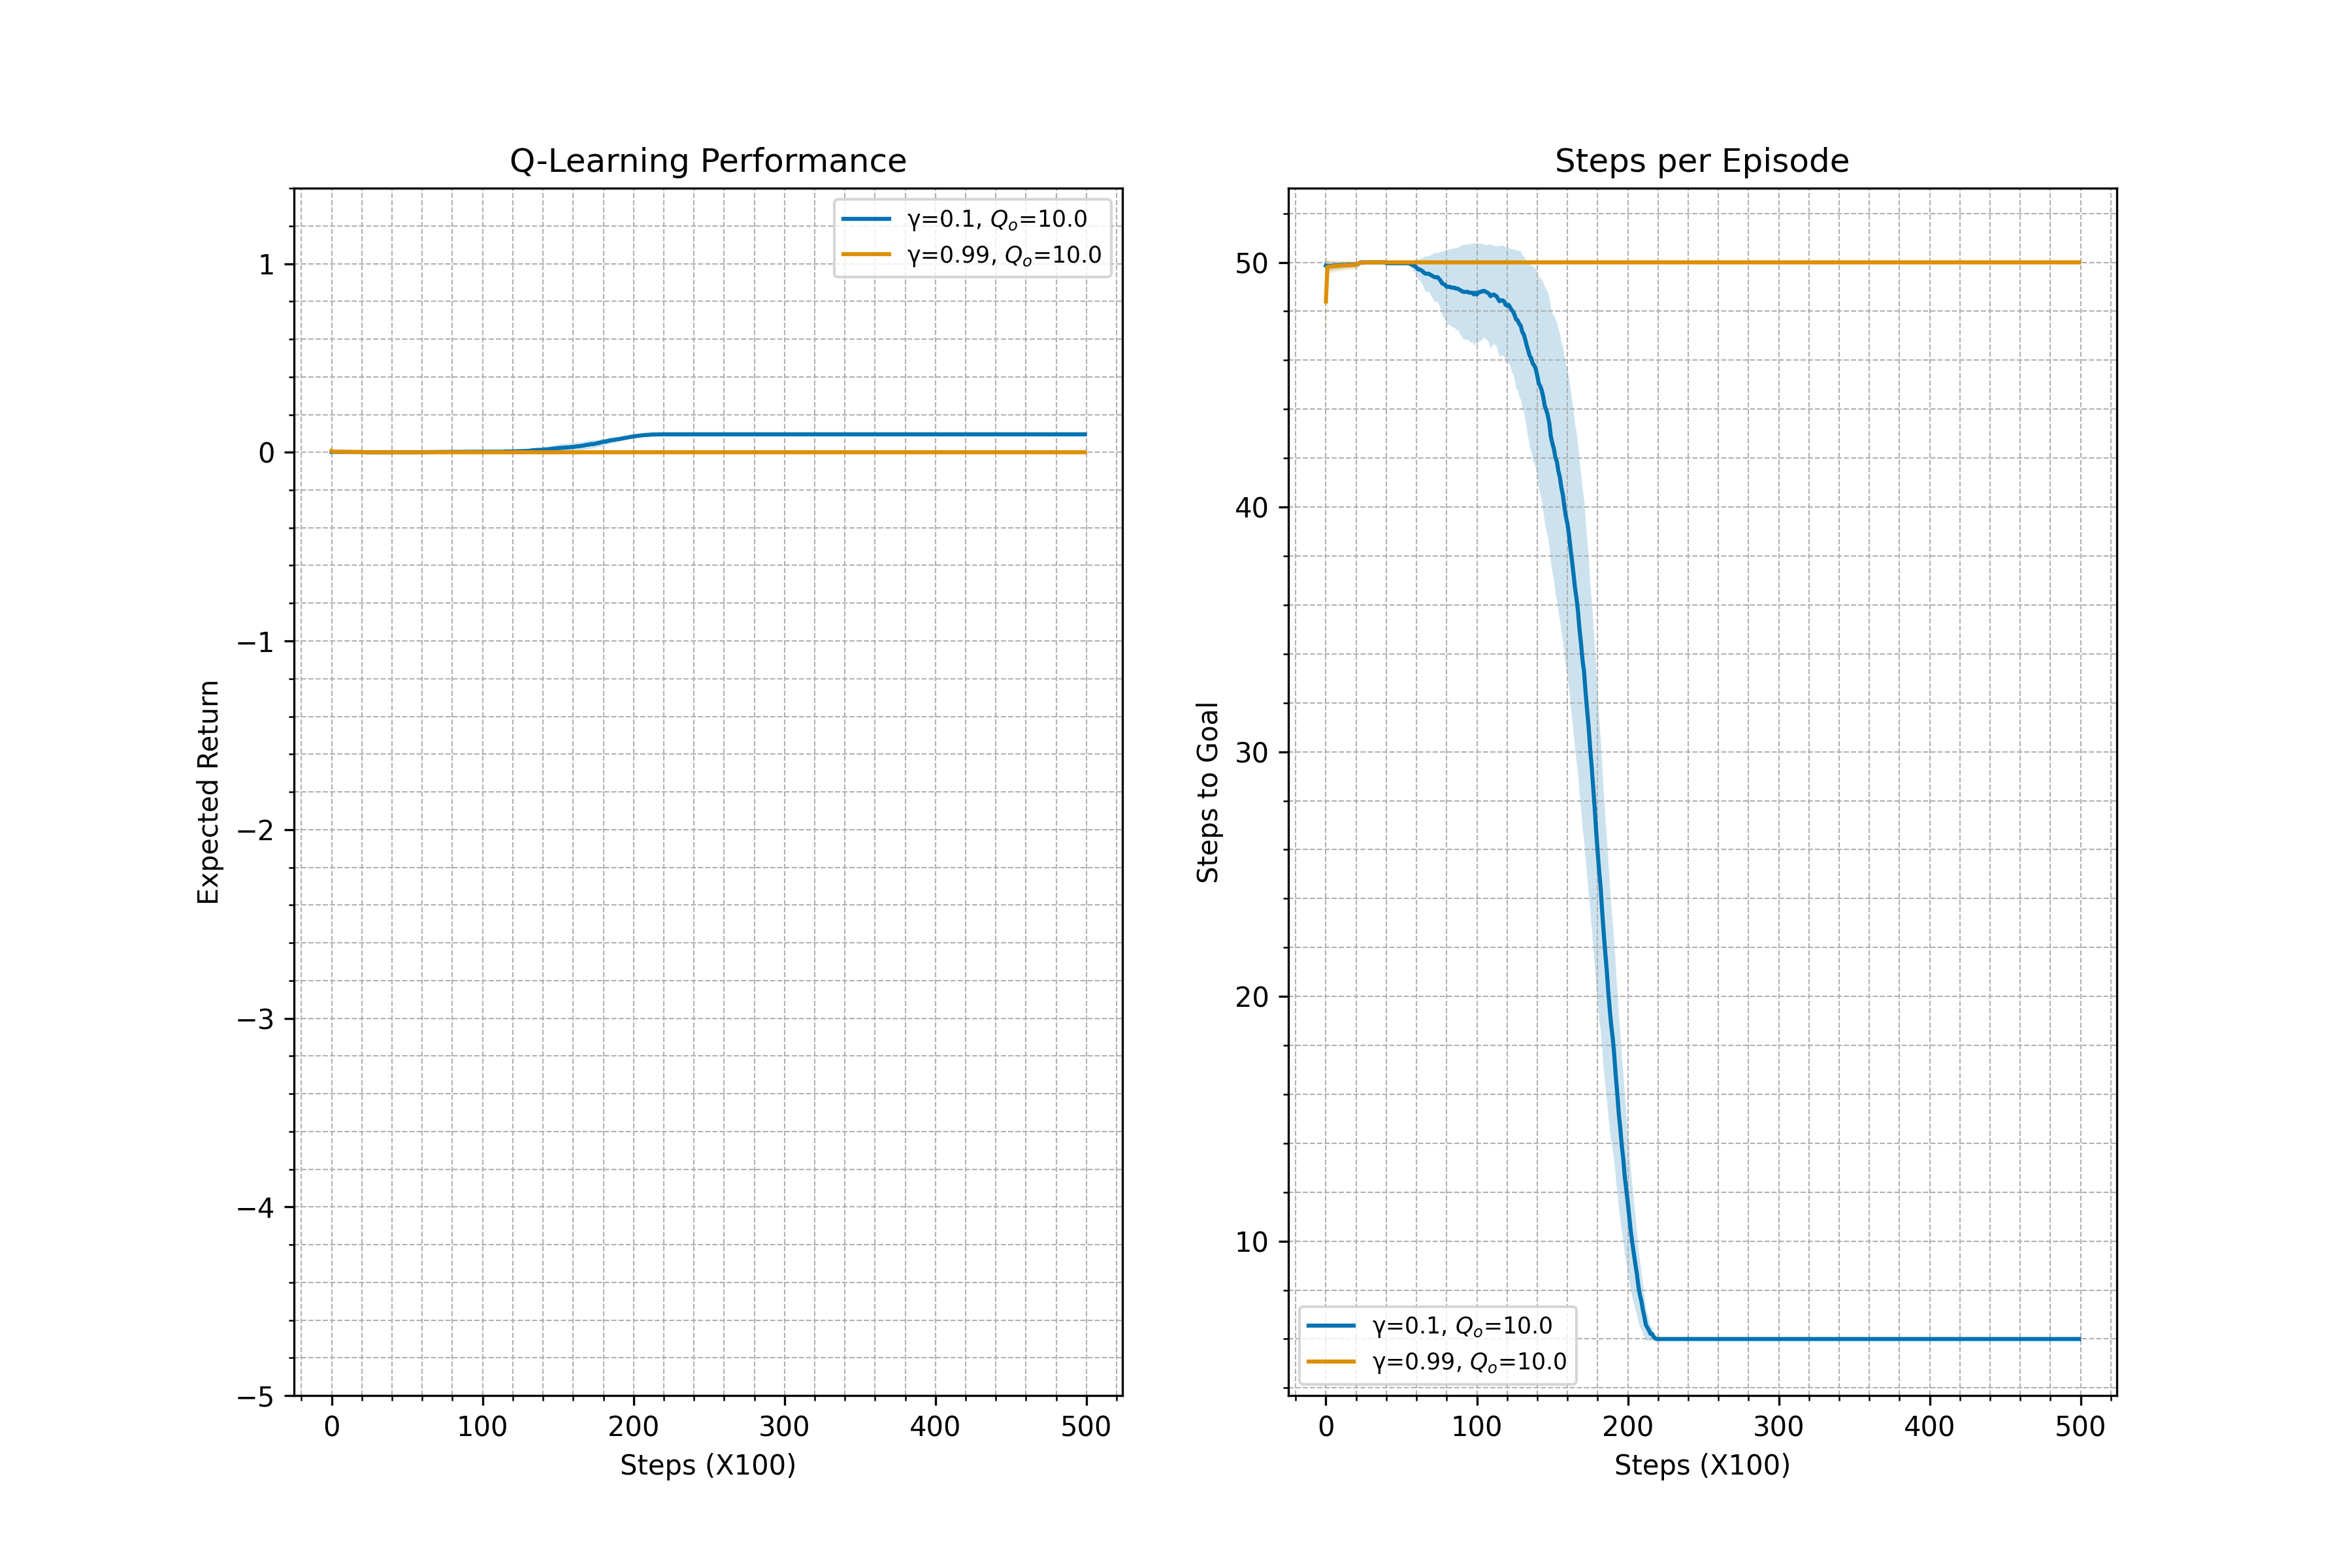 Q-Learning Performance
γ=0.1, Qₒ=10.0
γ=0.99, Qₒ=10.0
1
0
−1
−2
−3
−4
−5
Expected Return
0 100 200 300 400 500
Steps (X100)
Steps per Episode
50
40
30
20
10
Steps to Goal
γ=0.1, Qₒ=10.0
γ=0.99, Qₒ=10.0
0 100 200 300 400 500
Steps (X100)